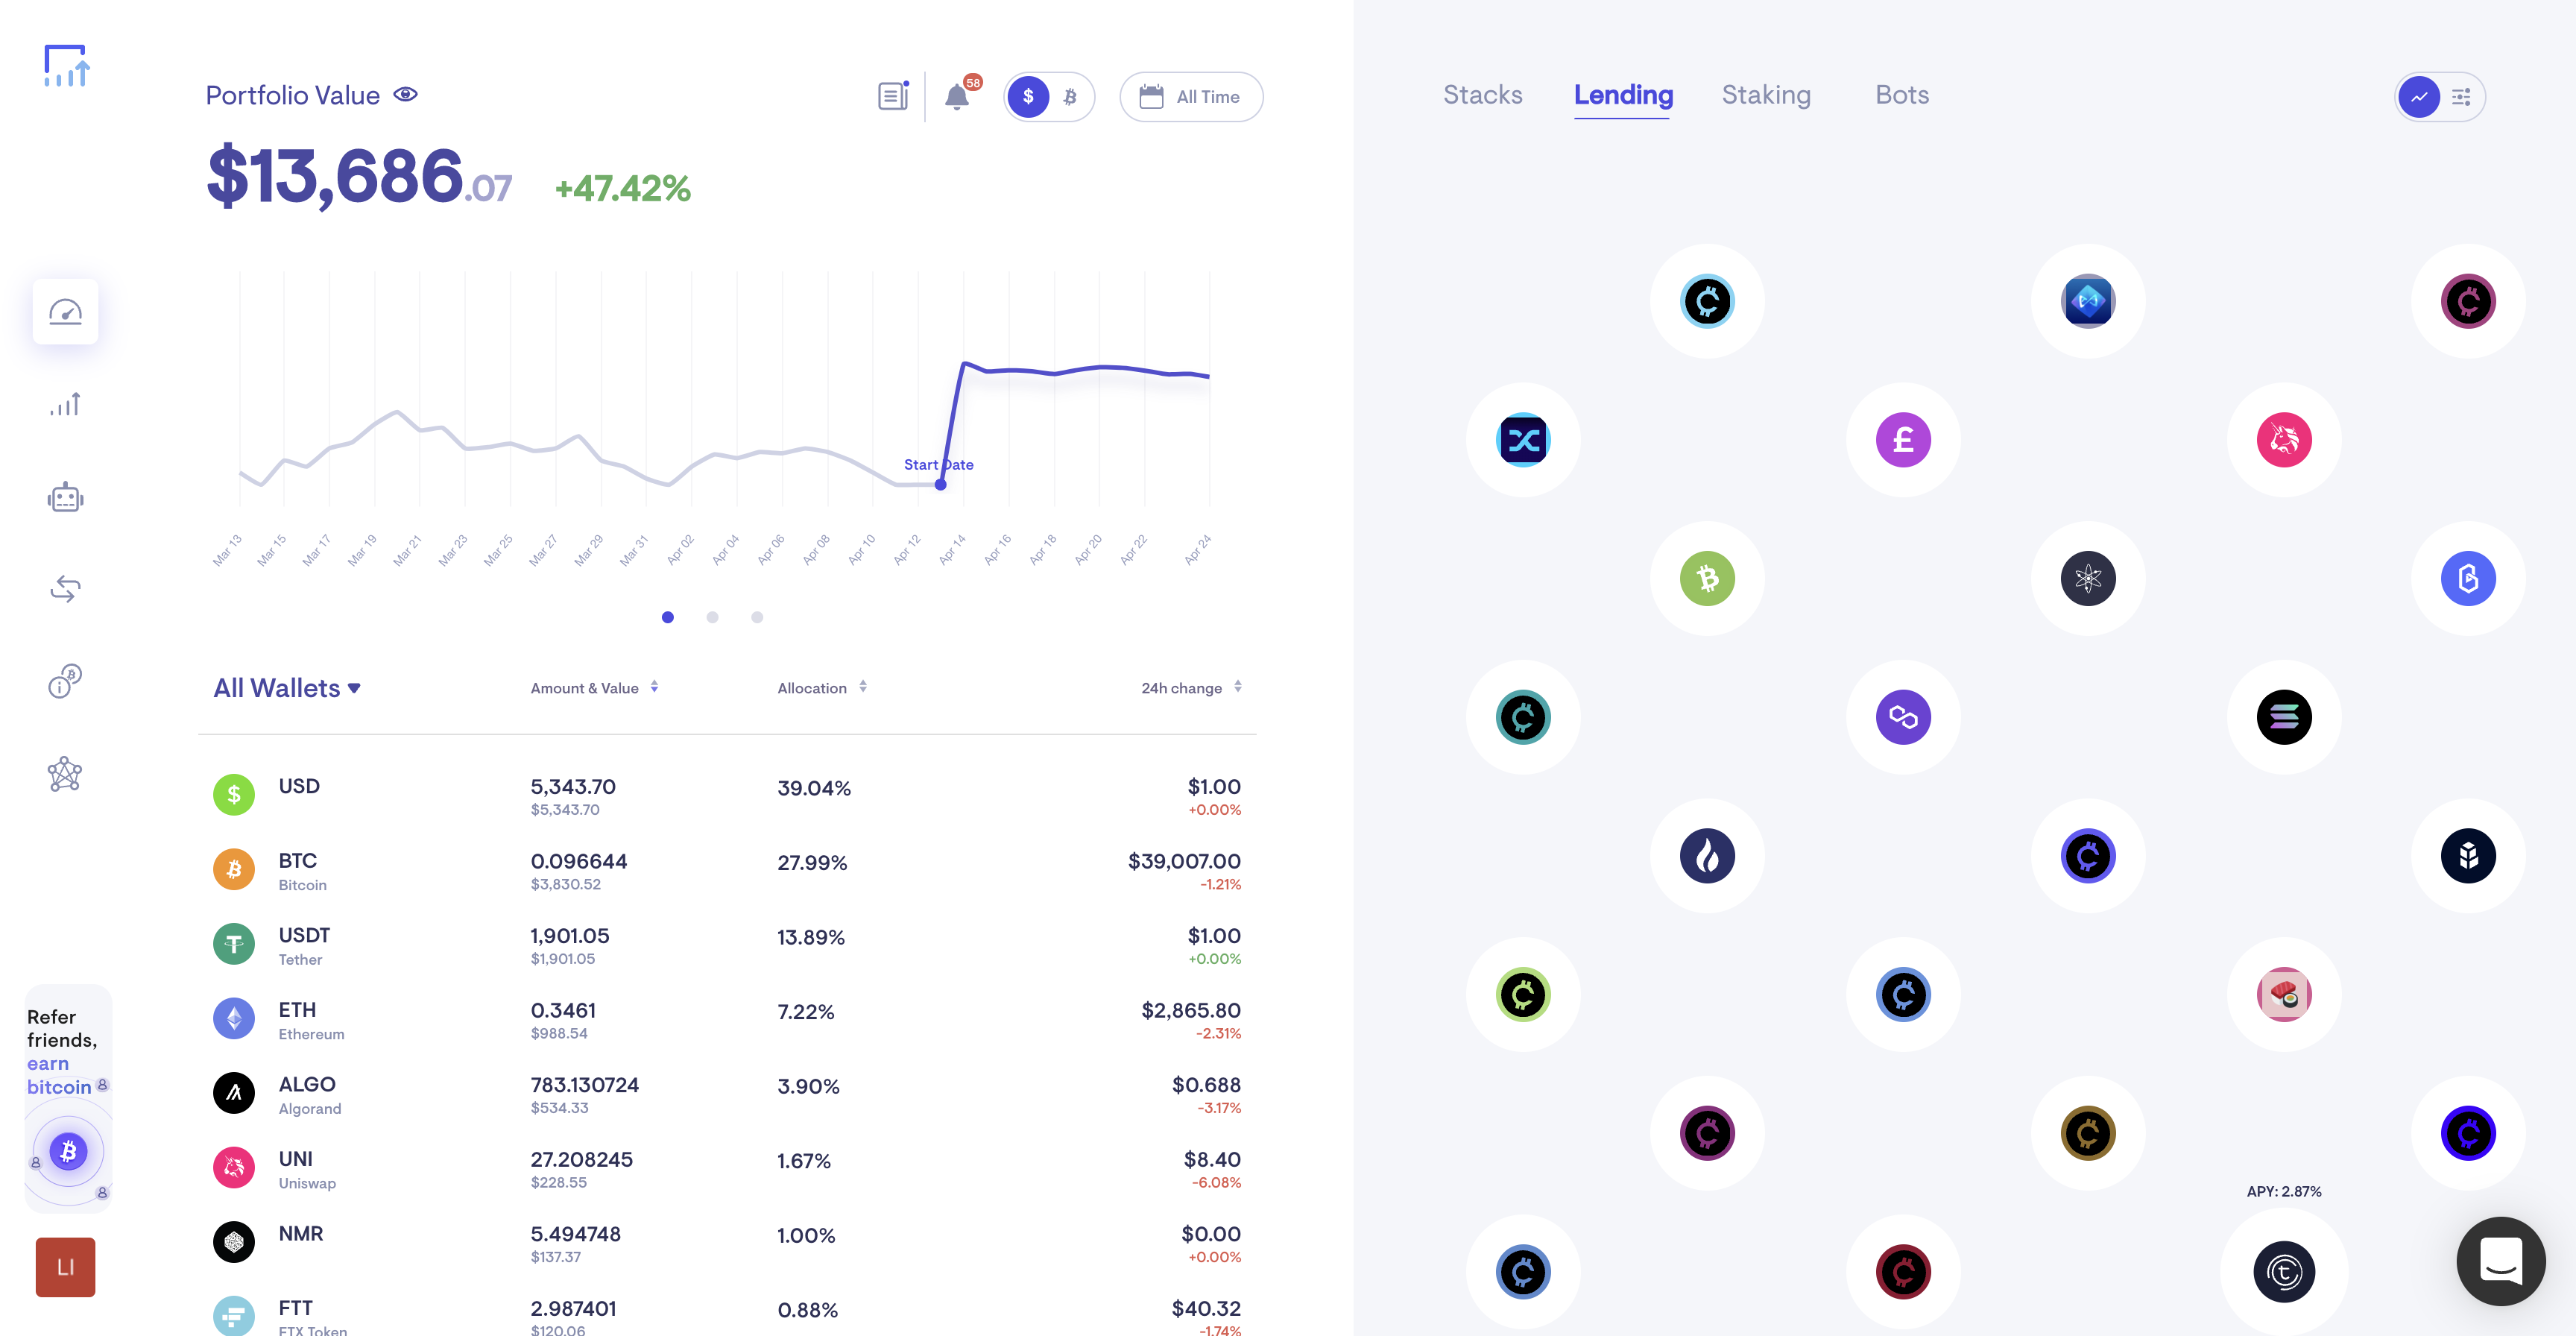 Portfolio Value
58
$
All Time
$13,686.07 +47.42%
Stacks Lending Staking Bots
Start Date
Mar 13 Mar 15 Mar 17 Mar 19 Mar 21 Mar 23 Mar 25 Mar 27 Mar 29 Mar 31 Apr 02 Apr 04 Apr 06 Apr 08 Apr 10 Apr 12 Apr 14 Apr 16 Apr 18 Apr 20 Apr 22 Apr 24
All Wallets Amount & Value Allocation 24h change
USD 5,343.70 39.04% $1.00
$5,343.70 +0.00%
BTC 0.096644 27.99% $39,007.00
Bitcoin $3,830.52 -1.21%
USDT 1,901.05 13.89% $1.00
Tether $1,901.05 +0.00%
ETH 0.3461 7.22% $2,865.80
Ethereum $988.54 -2.31%
ALGO 783.130724 3.90% $0.688
Algorand $534.33 -3.17%
UNI 27.208245 1.67% $8.40
Uniswap $228.55 -6.08%
NMR 5.494748 1.00% $0.00
$137.37 +0.00%
FTT 2.987401 0.88% $40.32
FTX Token $120.06 -1.74%
Refer
friends,
earn
bitcoin
LI
APY: 2.87%